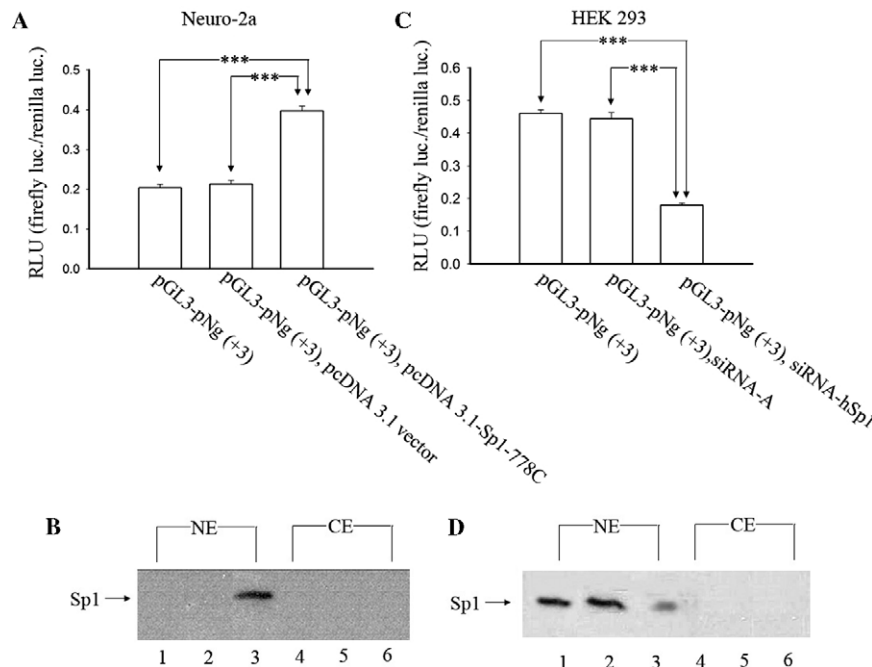 A
Neuro-2a
RLU (firefly luc./renilla luc.)
0.5
0.4
0.3
0.2
0.1
0.0
***
***
pGL3-pNg (+3)
pGL3-pNg (+3), pcDNA 3.1 vector
pGL3-pNg (+3), pcDNA 3.1-Sp1-778C
C
HEK 293
RLU (firefly luc./renilla luc.)
0.6
0.5
0.4
0.3
0.2
0.1
0.0
***
***
pGL3-pNg (+3)
pGL3-pNg (+3),siRNA-A
pGL3-pNg (+3), siRNA-hSp1
B
NE
CE
Sp1
1 2 3 4 5 6
D
NE
CE
Sp1
1 2 3 4 5 6